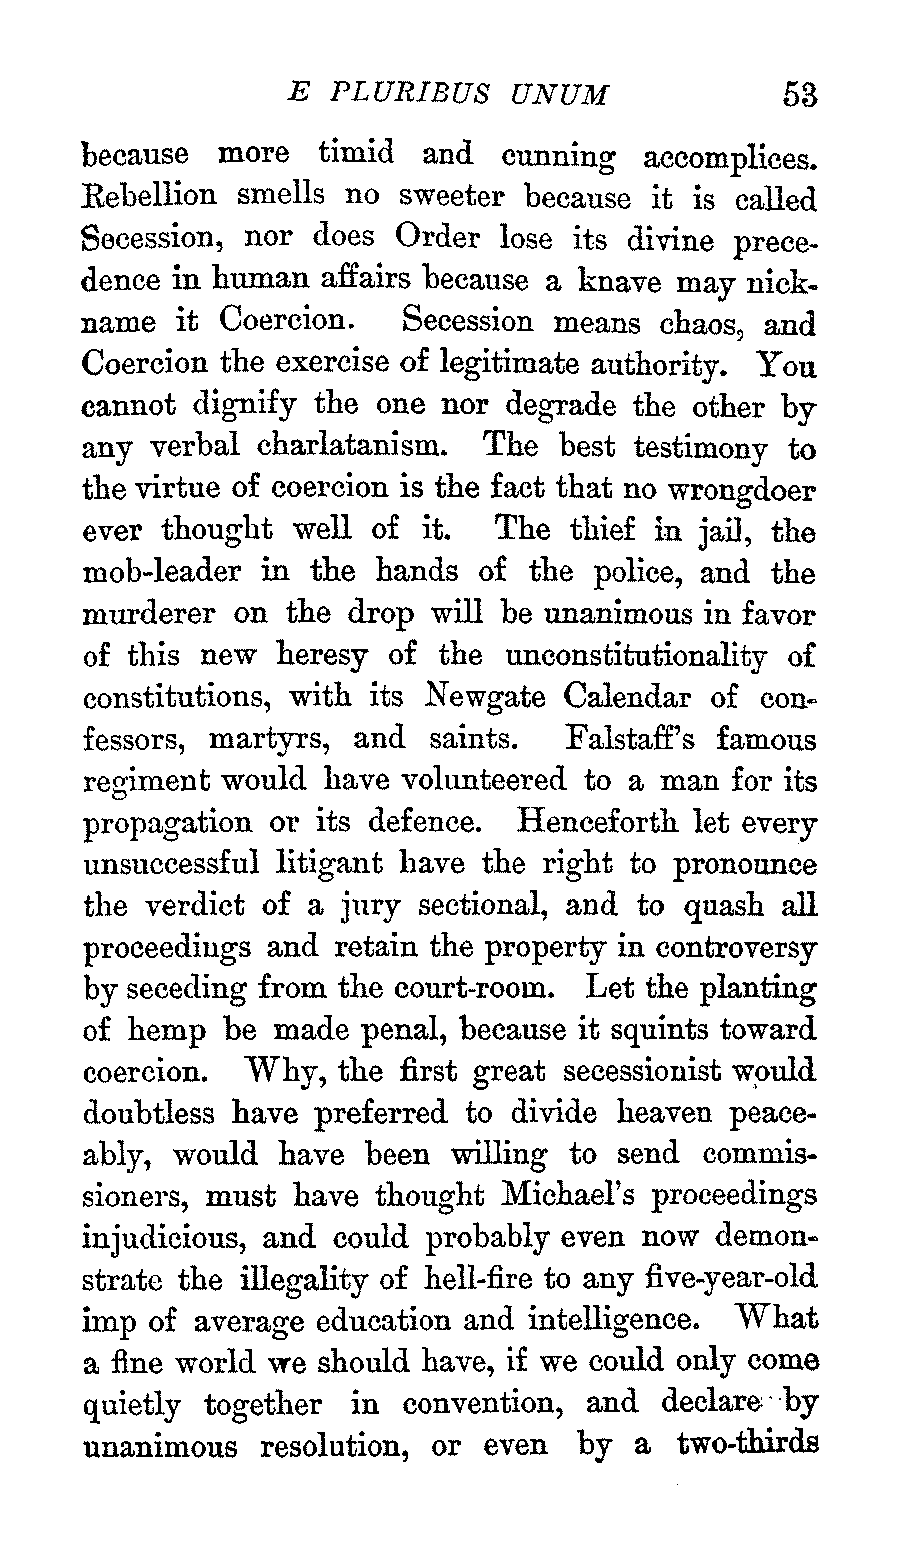 E PLURIBUS UNUM 53
because more timid and cunning accomplices.
Rebellion smells no sweeter because it is called
Secession, nor does Order lose its divine prece-
dence in human affairs because a knave may nick-
name it Coercion. Secession means chaos, and
Coercion the exercise of legitimate authority. You
cannot dignify the one nor degrade the other by
any verbal charlatanism. The best testimony to
the virtue of coercion is the fact that no wrongdoer
ever thought well of it. The thief in jail, the
mob-leader in the hands of the police, and the
murderer on the drop will be unanimous in favor
of this new heresy of the unconstitutionality of
constitutions, with its Newgate Calendar of con-
fessors, martyrs, and saints. Falstaff's famous
regiment would have volunteered to a man for its
propagation or its defence. Henceforth let every
unsuccessful litigant have the right to pronounce
the verdict of a jury sectional, and to quash all
proceedings and retain the property in controversy
by seceding from the court-room. Let the planting
of hemp be made penal, because it squints toward
coercion. Why, the first great secessionist would
doubtless have preferred to divide heaven peace-
ably, would have been willing to send commis-
sioners, must have thought Michael's proceedings
injudicious, and could probably even now demon-
strate the illegality of hell-fire to any five-year-old
imp of average education and intelligence. What
a fine world we should have, if we could only come
quietly together in convention, and declare by
unanimous resolution, or even by a two-thirds